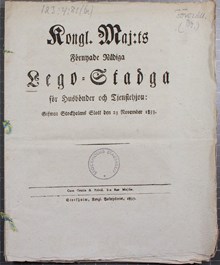 Kongl. Maj:ts
Förnyade Nådiga
Lego-Stadga
för Husbönder och Tjenstehjon:
Gifwen Stockholms Slott den 23 November 1833.
Stockholm, Kongl. 1833.